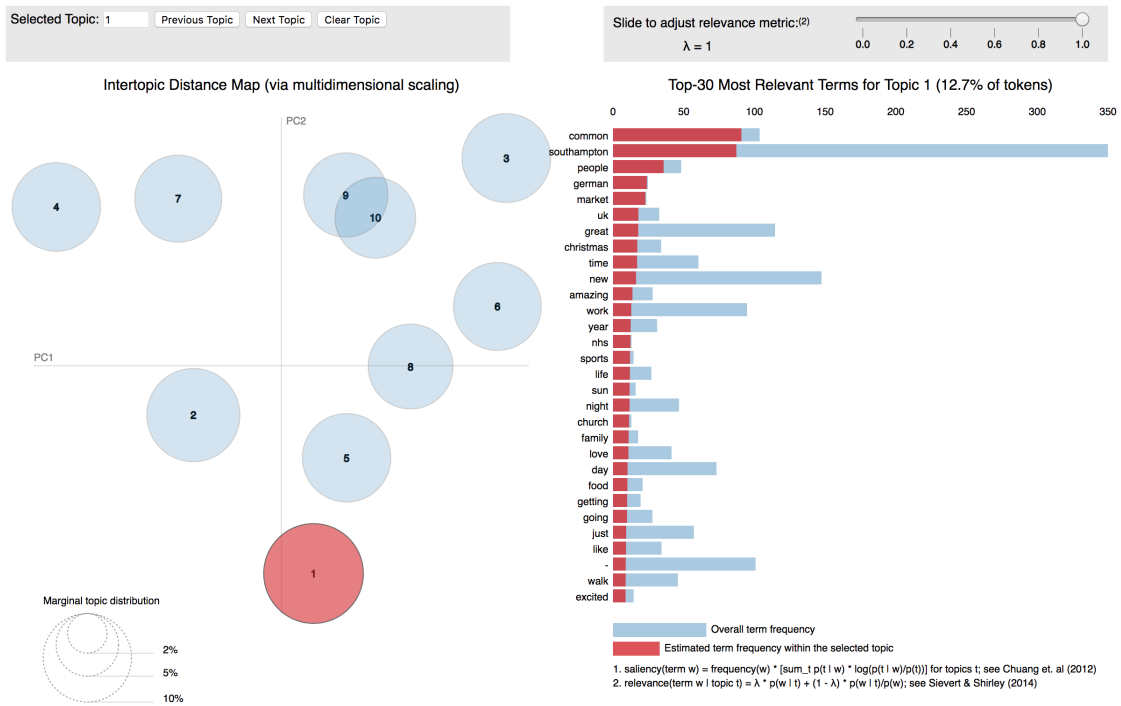 Selected Topic: 1 Previous Topic Next Topic Clear Topic
Slide to adjust relevance metric:(2)
λ = 1
0.0 0.2 0.4 0.6 0.8 1.0
Intertopic Distance Map (via multidimensional scaling)
PC2
PC1
4
7
9
10
3
6
8
2
5
1
Marginal topic distribution
2%
5%
10%
Top-30 Most Relevant Terms for Topic 1 (12.7% of tokens)
0 50 100 150 200 250 300 350
common
southampton
people
german
market
uk
great
christmas
time
new
amazing
work
year
nhs
sports
life
sun
night
church
family
love
day
food
getting
going
just
like
-
walk
excited
Overall term frequency
Estimated term frequency within the selected topic
1. saliency(term w) = frequency(w) * [sum_t p(t | w) * log(p(t | w)/p(t))] for topics t; see Chuang et. al (2012)
2. relevance(term w | topic t) = λ * p(w | t) + (1 - λ) * p(w | t)/p(w); see Sievert & Shirley (2014)